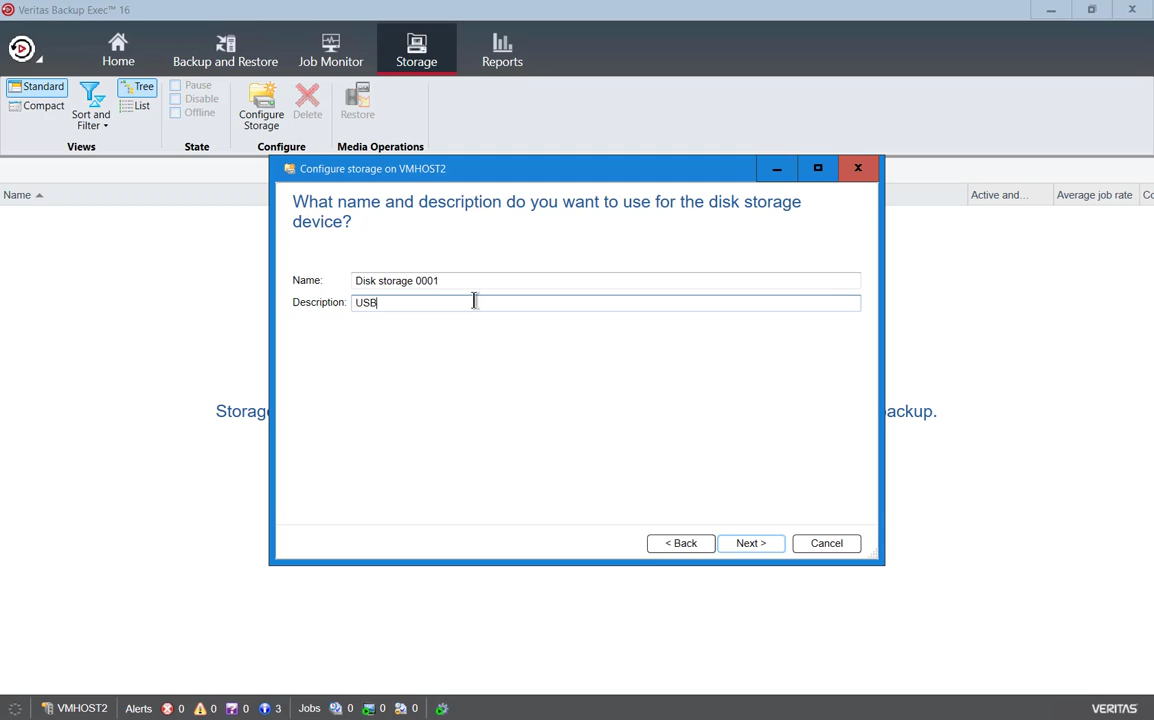 Veritas Backup Exec™ 16
Home
Backup and Restore
Job Monitor
Storage
Reports
Standard
Compact
Sort and Filter
Tree
List
Views
Pause
Disable
Offline
State
Configure Storage
Delete
Configure
Restore
Media Operations
Configure storage on VMHOST2
Name
Active and...
Average job rate
What name and description do you want to use for the disk storage
device?
Name: Disk storage 0001
Description: USB
Storag
ackup.
< Back
Next >
Cancel
VMHOST2
Alerts 0 0 0 3
Jobs 0 0 0
VERITAS